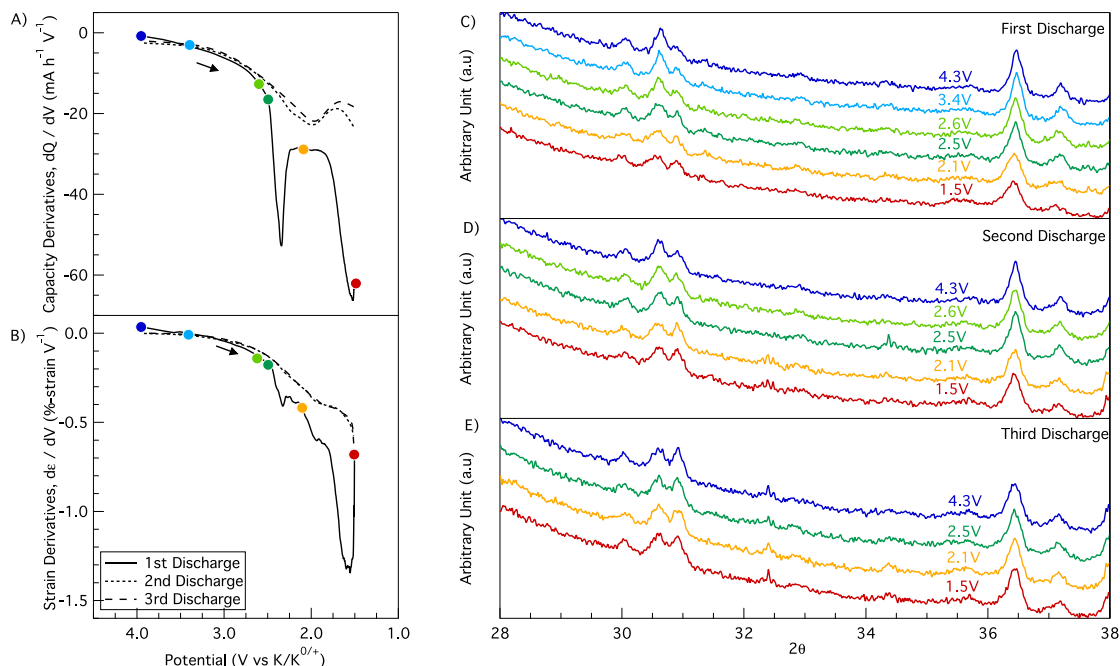 A)
Capacity Derivatives, dQ / dV (mA h⁻¹ V⁻¹)
0
-20
-40
-60
B)
Strain Derivatives, dε / dV (%-strain V⁻¹)
0.0
-0.5
-1.0
-1.5
1st Discharge
2nd Discharge
3rd Discharge
4.0
3.0
2.0
1.0
Potential (V vs K/K⁰ᐟ⁺)
C)
First Discharge
Arbitrary Unit (a.u)
4.3V
3.4V
2.6V
2.5V
2.1V
1.5V
D)
Second Discharge
Arbitrary Unit (a.u)
4.3V
2.6V
2.5V
2.1V
1.5V
E)
Third Discharge
Arbitrary Unit (a.u)
4.3V
2.5V
2.1V
1.5V
28
30
32
34
36
38
2θ